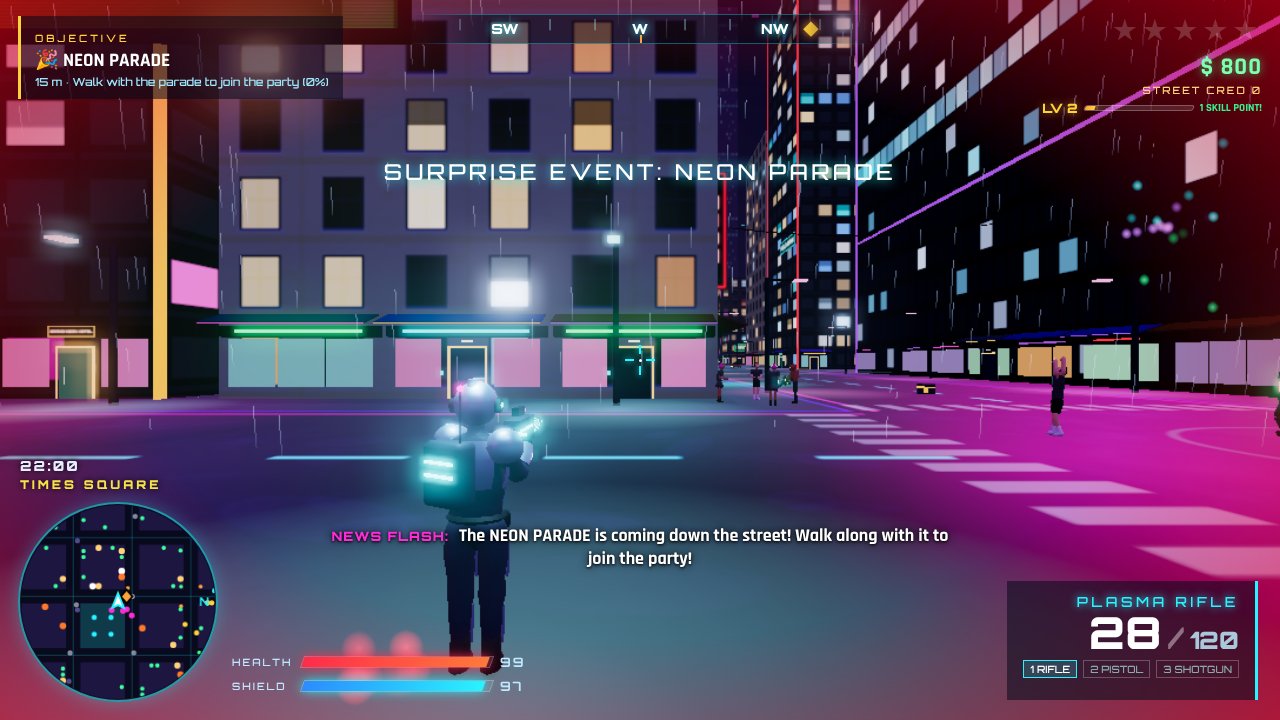 OBJECTIVE
🎉 NEON PARADE
15 m · Walk with the parade to join the party (0%)
SW
W
NW
$ 800
STREET CRED 0
LV 2
1 SKILL POINT!
SURPRISE EVENT: NEON PARADE
22:00
TIMES SQUARE
N
NEWS FLASH: The NEON PARADE is coming down the street! Walk along with it to
join the party!
HEALTH 99
SHIELD 97
PLASMA RIFLE
28 / 120
1 RIFLE
2 PISTOL
3 SHOTGUN